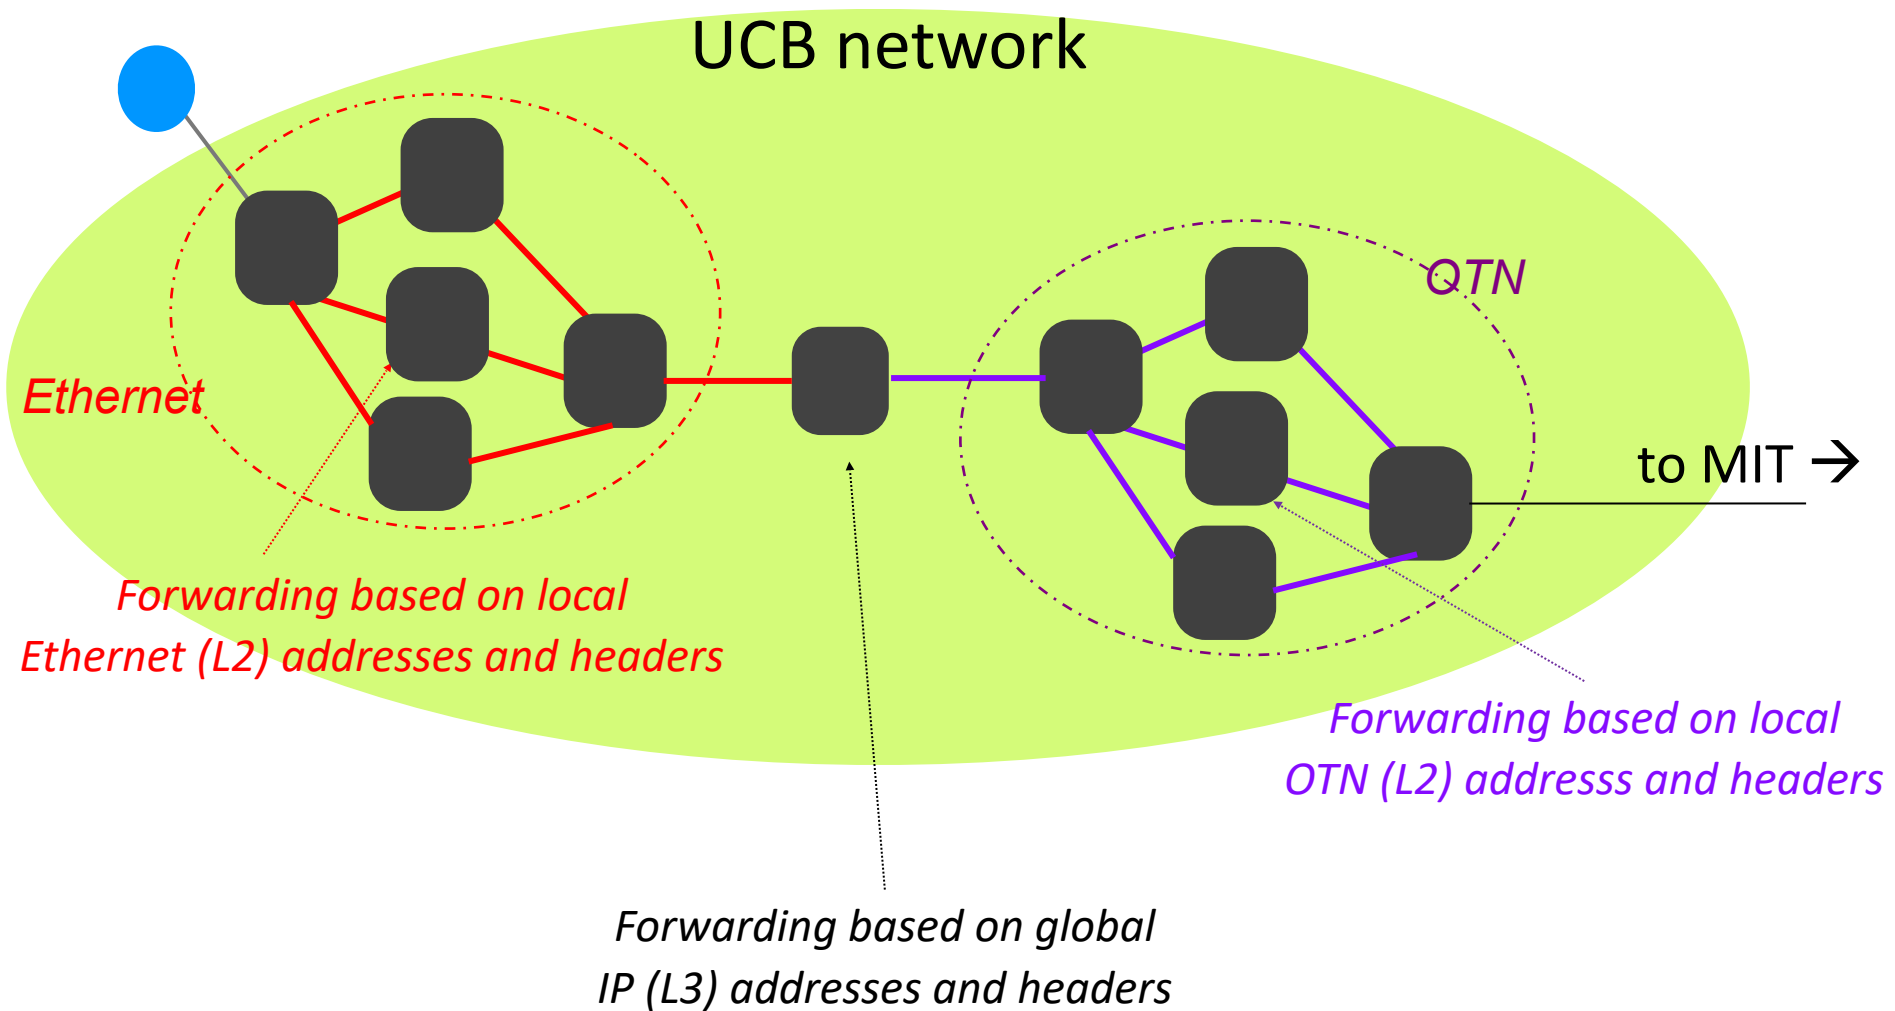 UCB network
OTN
Ethernet
to MIT →
Forwarding based on local
Ethernet (L2) addresses and headers
Forwarding based on local
OTN (L2) addresss and headers
Forwarding based on global
IP (L3) addresses and headers